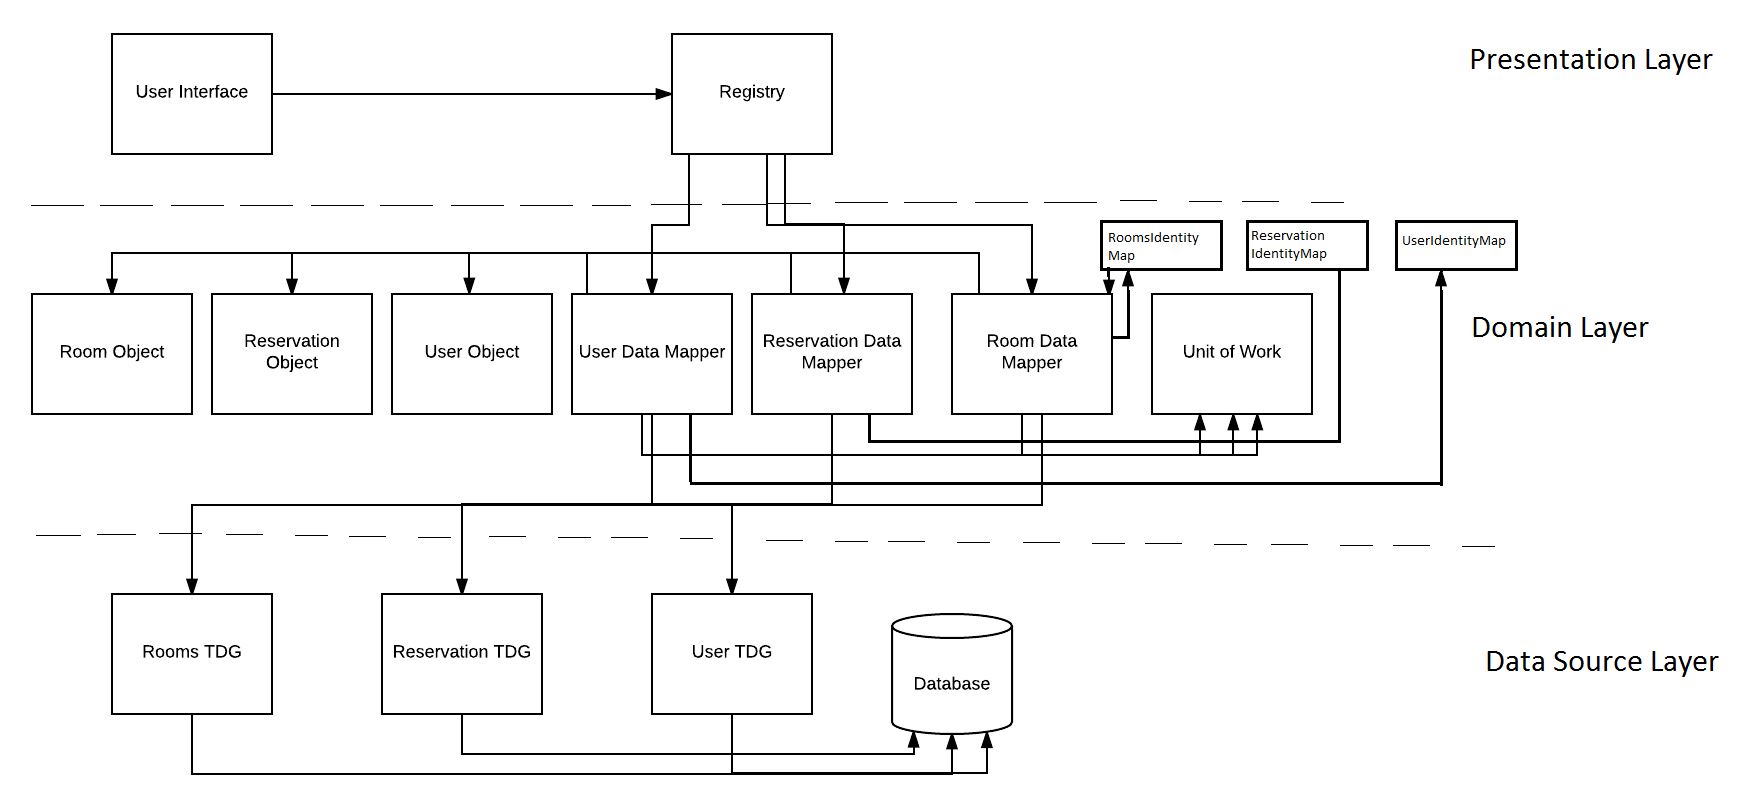 User Interface
Registry
Presentation Layer
RoomsIdentity
Map
Reservation
IdentityMap
UserIdentityMap
Room Object
Reservation
Object
User Object
User Data Mapper
Reservation Data
Mapper
Room Data
Mapper
Unit of Work
Domain Layer
Rooms TDG
Reservation TDG
User TDG
Database
Data Source Layer